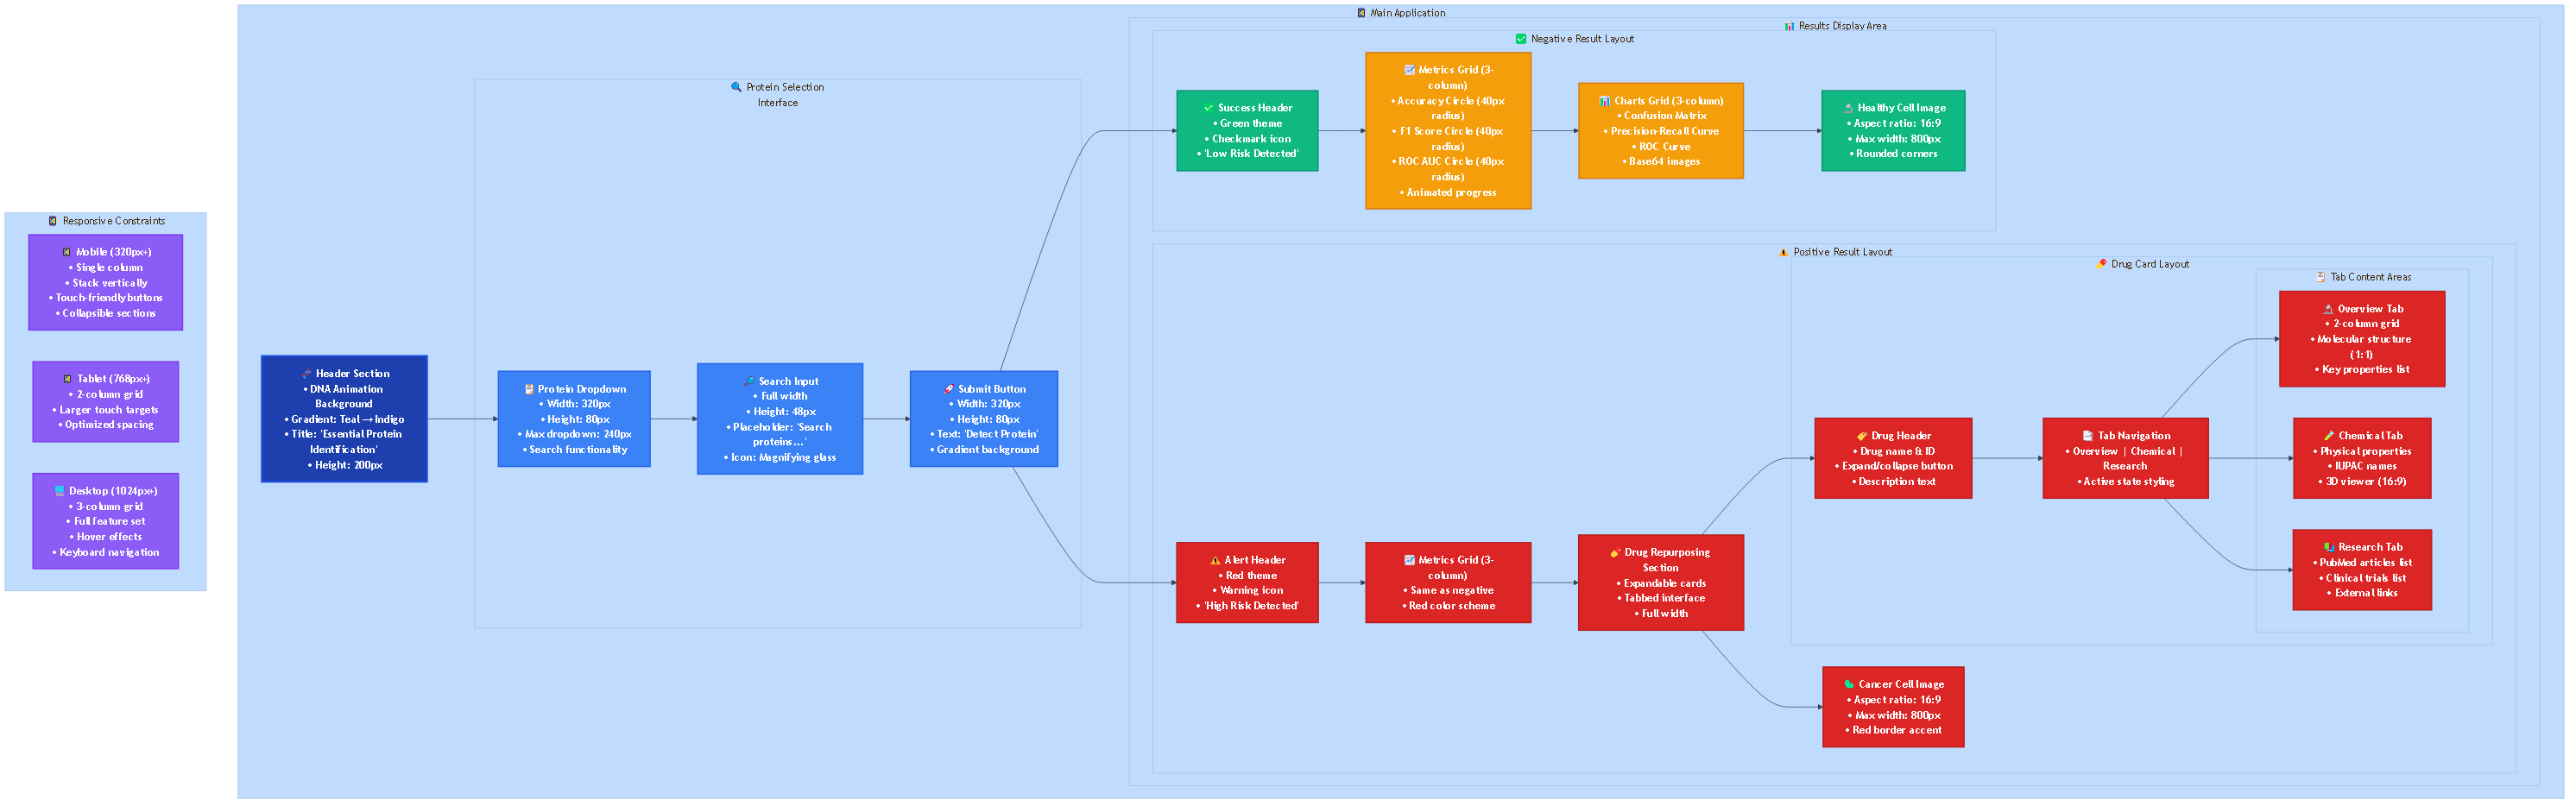 Responsive Constraints
Mobile (320px+)
• Single column
• Stack vertically
• Touch-friendly buttons
• Collapsible sections
Tablet (768px+)
• 2-column grid
• Larger touch targets
• Optimized spacing
Desktop (1024px+)
• 3-column grid
• Full feature set
• Hover effects
• Keyboard navigation
Main Application
Header Section
• DNA Animation
Background
• Gradient: Teal → Indigo
• Title: 'Essential Protein
Identification'
• Height: 200px
Protein Selection
Interface
Protein Dropdown
• Width: 320px
• Height: 80px
• Max dropdown: 240px
• Search functionality
Search Input
• Full width
• Height: 48px
• Placeholder: 'Search
proteins...'
• Icon: Magnifying glass
Submit Button
• Width: 320px
• Height: 80px
• Text: 'Detect Protein'
• Gradient background
Results Display Area
Negative Result Layout
Success Header
• Green theme
• Checkmark icon
• 'Low Risk Detected'
Metrics Grid (3-
column)
• Accuracy Circle (40px
radius)
• F1 Score Circle (40px
radius)
• ROC AUC Circle (40px
radius)
• Animated progress
Charts Grid (3-column)
• Confusion Matrix
• Precision-Recall Curve
• ROC Curve
• Base64 images
Healthy Cell Image
• Aspect ratio: 16:9
• Max width: 800px
• Rounded corners
Positive Result Layout
Alert Header
• Red theme
• Warning icon
• 'High Risk Detected'
Metrics Grid (3-
column)
• Same as negative
• Red color scheme
Drug Repurposing
Section
• Expandable cards
• Tabbed interface
• Full width
Drug Card Layout
Drug Header
• Drug name & ID
• Expand/collapse button
• Description text
Tab Navigation
• Overview | Chemical |
Research
• Active state styling
Tab Content Areas
Overview Tab
• 2-column grid
• Molecular structure
(1:1)
• Key properties list
Chemical Tab
• Physical properties
• IUPAC names
• 3D viewer (16:9)
Research Tab
• PubMed articles list
• Clinical trials list
• External links
Cancer Cell Image
• Aspect ratio: 16:9
• Max width: 800px
• Red border accent